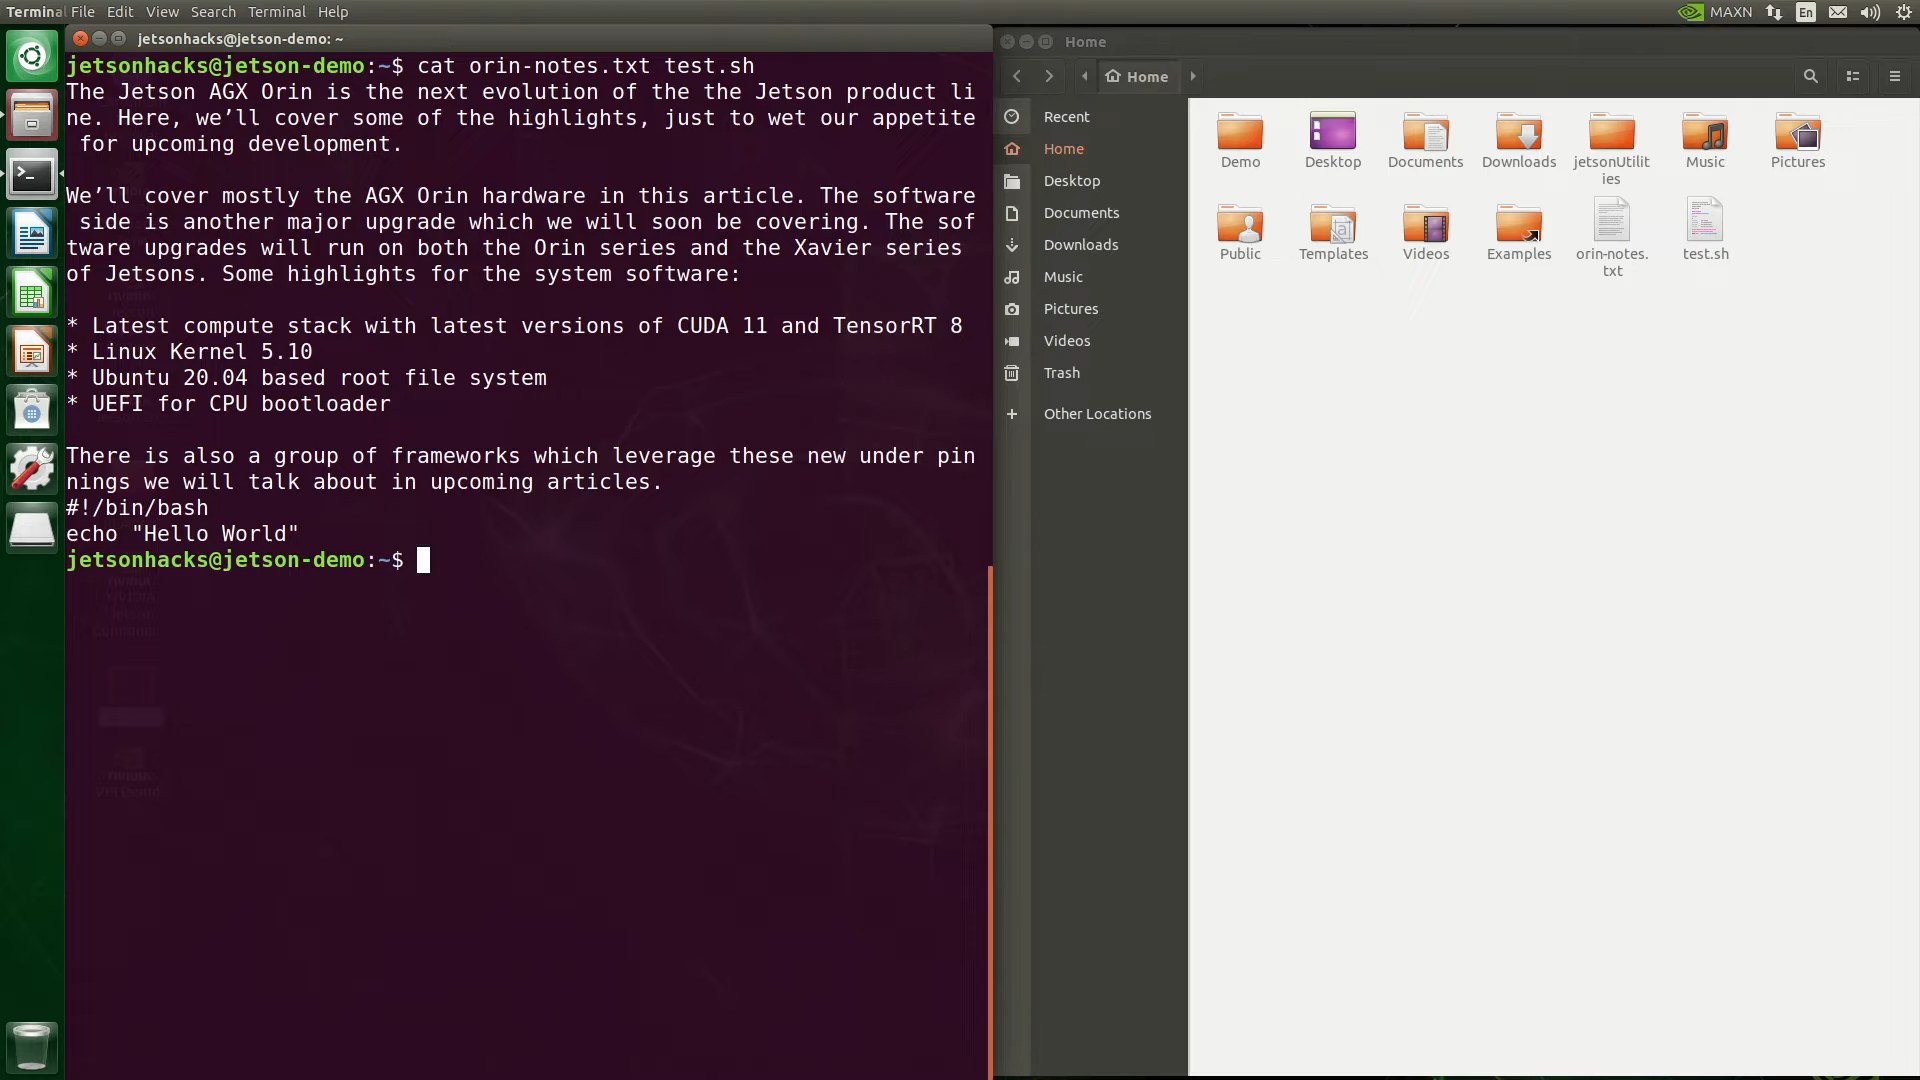 Terminal File Edit View Search Terminal Help
MAXN En
jetsonhacks@jetson-demo: ~
jetsonhacks@jetson-demo:~$ cat orin-notes.txt test.sh
The Jetson AGX Orin is the next evolution of the the Jetson product li
ne. Here, we’ll cover some of the highlights, just to wet our appetite
for upcoming development.
We’ll cover mostly the AGX Orin hardware in this article. The software
side is another major upgrade which we will soon be covering. The sof
tware upgrades will run on both the Orin series and the Xavier series
of Jetsons. Some highlights for the system software:
* Latest compute stack with latest versions of CUDA 11 and TensorRT 8
* Linux Kernel 5.10
* Ubuntu 20.04 based root file system
* UEFI for CPU bootloader
There is also a group of frameworks which leverage these new under pin
nings we will talk about in upcoming articles.
#!/bin/bash
echo "Hello World"
jetsonhacks@jetson-demo:~$
Home
Home
Recent
Home
Desktop
Documents
Downloads
Music
Pictures
Videos
Trash
Other Locations
Demo Desktop Documents Downloads jetsonUtilit Music Pictures
ies
Public Templates Videos Examples orin-notes. test.sh
txt